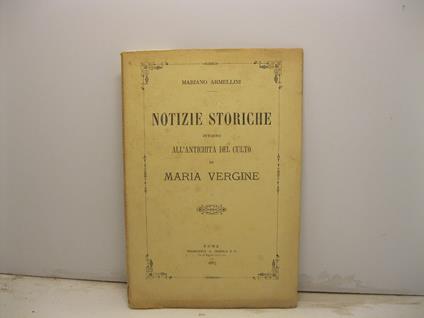 MARIANO ARMELLINI
NOTIZIE STORICHE
INTORNO
ALL'ANTICHITÀ DEL CULTO
DI
MARIA VERGINE
ROMA